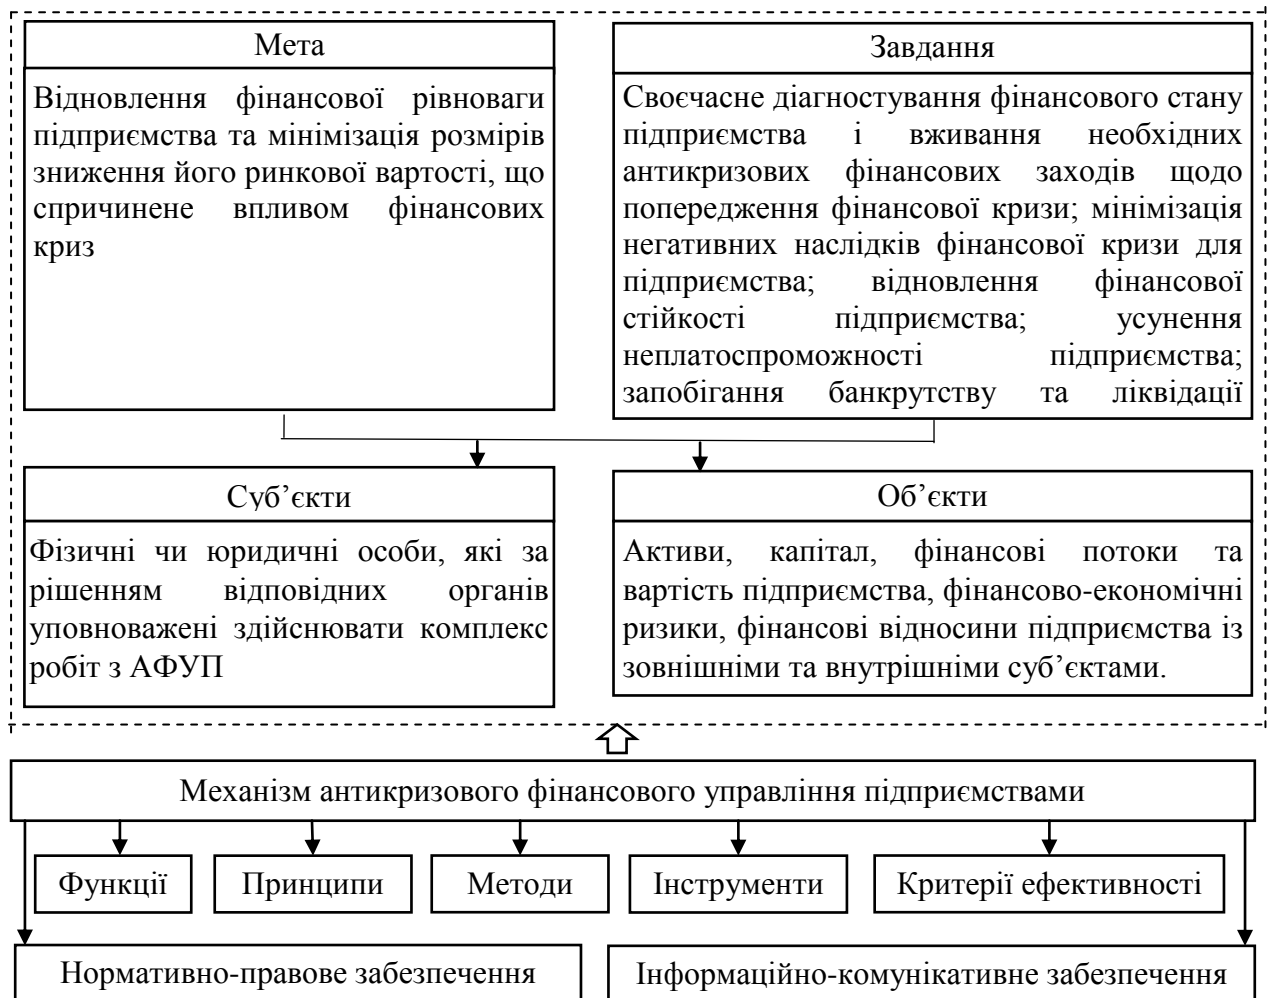 Мета
Відновлення фінансової рівноваги
підприємства та мінімізація розмірів
зниження його ринкової вартості, що
спричинене впливом фінансових
криз
Завдання
Своєчасне діагностування фінансового стану
підприємства і вживання необхідних
антикризових фінансових заходів щодо
попередження фінансової кризи; мінімізація
негативних наслідків фінансової кризи для
підприємства; відновлення фінансової
стійкості підприємства; усунення
неплатоспроможності підприємства;
запобігання банкрутству та ліквідації
Суб’єкти
Фізичні чи юридичні особи, які за
рішенням відповідних органів
уповноважені здійснювати комплекс
робіт з АФУП
Об’єкти
Активи, капітал, фінансові потоки та
вартість підприємства, фінансово-економічні
ризики, фінансові відносини підприємства із
зовнішніми та внутрішніми суб’єктами.
Механізм антикризового фінансового управління підприємствами
Функції
Принципи
Методи
Інструменти
Критерії ефективності
Нормативно-правове забезпечення
Інформаційно-комунікативне забезпечення